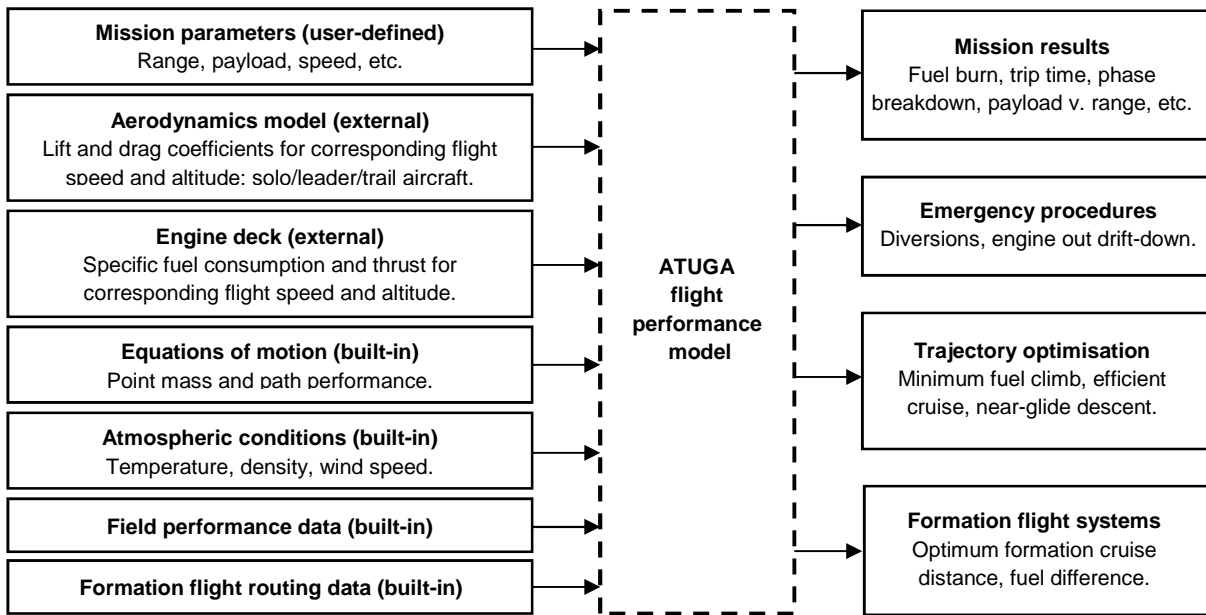 Mission parameters (user-defined)
Range, payload, speed, etc.
Aerodynamics model (external)
Lift and drag coefficients for corresponding flight
speed and altitude: solo/leader/trail aircraft.
Engine deck (external)
Specific fuel consumption and thrust for
corresponding flight speed and altitude.
Equations of motion (built-in)
Point mass and path performance.
Atmospheric conditions (built-in)
Temperature, density, wind speed.
Field performance data (built-in)
Formation flight routing data (built-in)
ATUGA
flight
performance
model
Mission results
Fuel burn, trip time, phase
breakdown, payload v. range, etc.
Emergency procedures
Diversions, engine out drift-down.
Trajectory optimisation
Minimum fuel climb, efficient
cruise, near-glide descent.
Formation flight systems
Optimum formation cruise
distance, fuel difference.